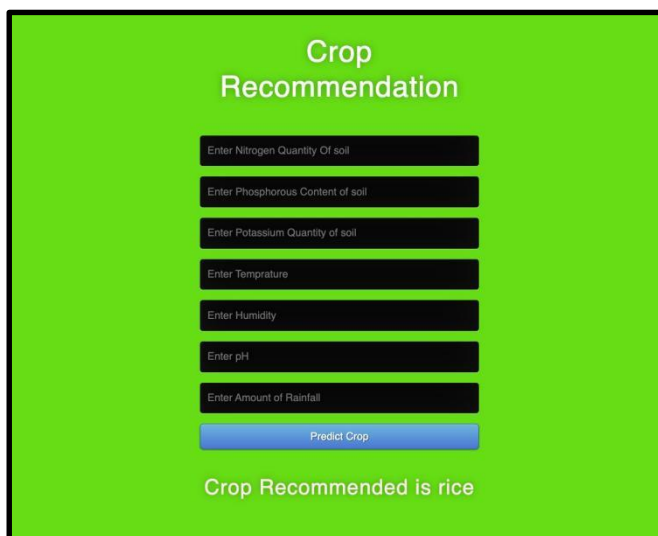 Crop
Recommendation
Enter Nitrogen Quantity Of soil
Enter Phosphorous Content of soil
Enter Potassium Quantity of soil
Enter Temprature
Enter Humidity
Enter pH
Enter Amount of Rainfall
Predict Crop
Crop Recommended is rice